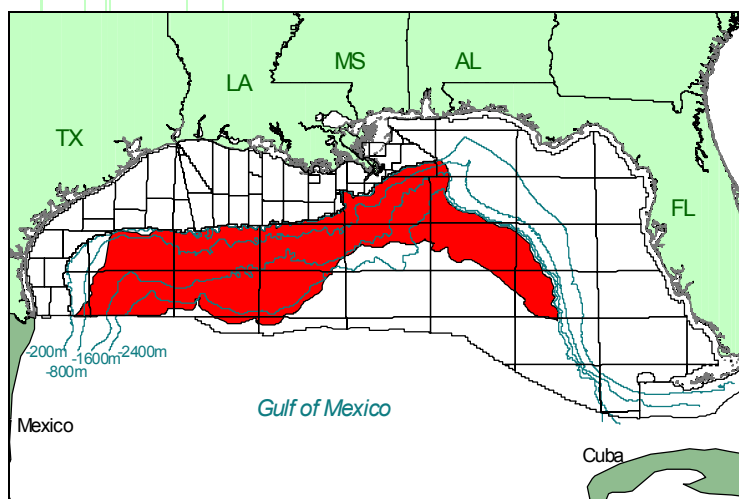 MS
AL
LA
TX
FL
-200m
-1600m
-2400m
-800m
Gulf of Mexico
Mexico
Cuba